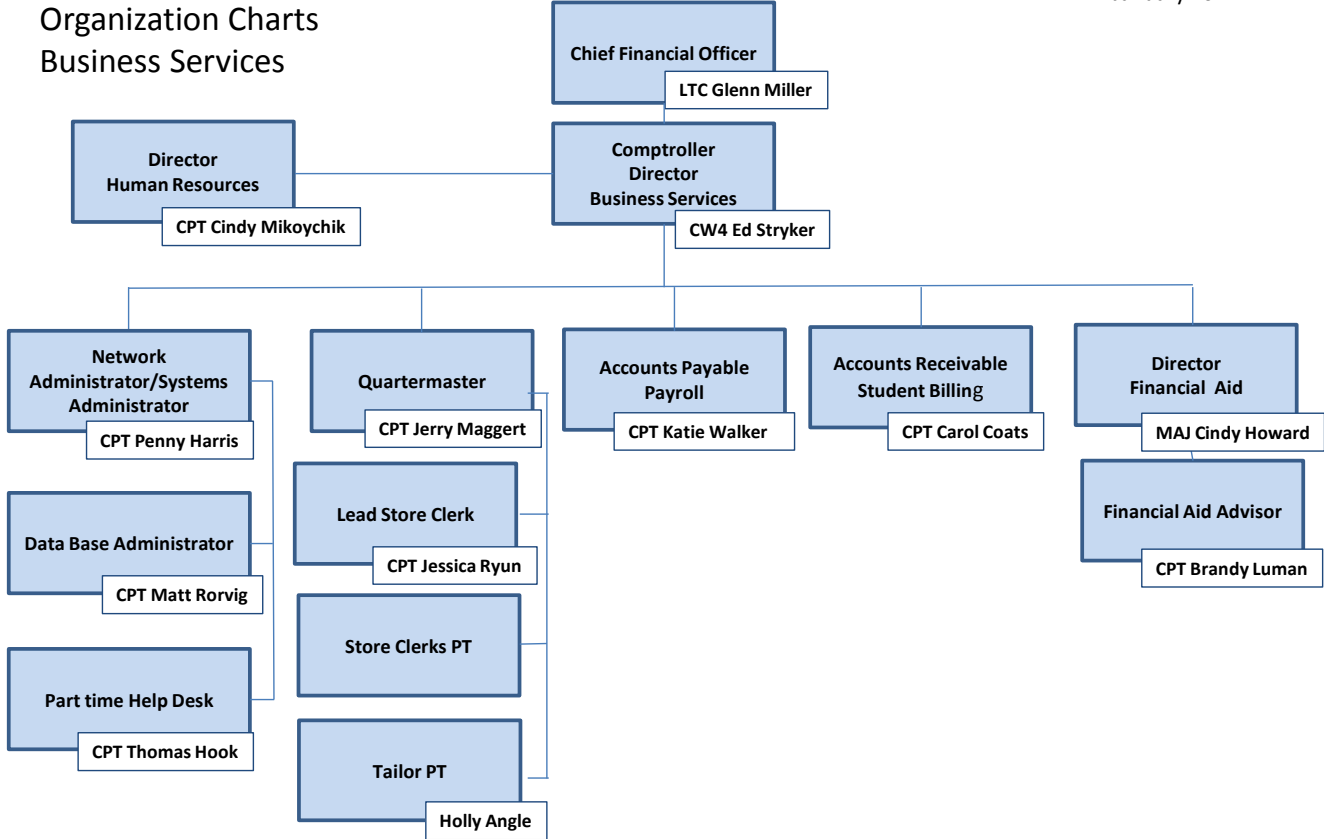 Organization Charts
Business Services
Chief Financial Officer
LTC Glenn Miller
Director
Human Resources
CPT Cindy Mikoychik
Comptroller
Director
Business Services
CW4 Ed Stryker
Network
Administrator/Systems
Administrator
CPT Penny Harris
Quartermaster
CPT Jerry Maggert
Accounts Payable
Payroll
CPT Katie Walker
Accounts Receivable
Student Billing
CPT Carol Coats
Director
Financial Aid
MAJ Cindy Howard
Data Base Administrator
CPT Matt Rorvig
Lead Store Clerk
CPT Jessica Ryun
Financial Aid Advisor
CPT Brandy Luman
Store Clerks PT
Part time Help Desk
CPT Thomas Hook
Tailor PT
Holly Angle